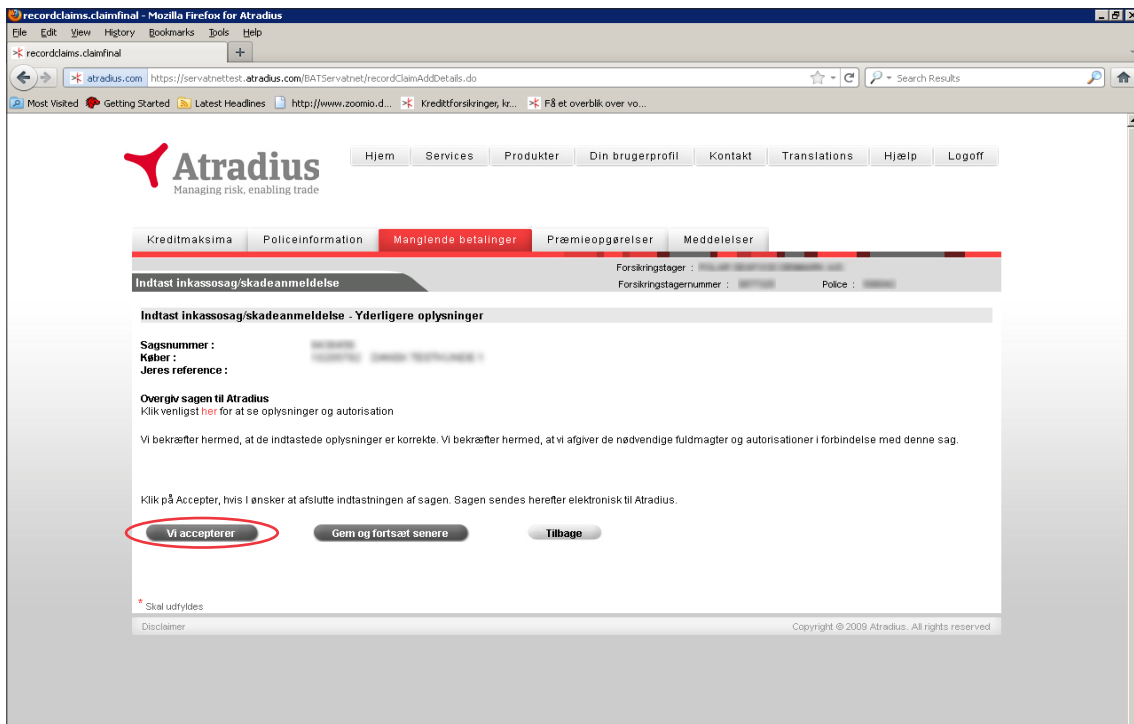 recordclaims.claimfinal - Mozilla Firefox for Atradius
File Edit View History Bookmarks Tools Help
recordclaims.claimfinal +
atradius.com https://servatnettest.atradius.com/BATServatnet/recordClaimAddDetails.do Search Results
Most Visited Getting Started Latest Headlines http://www.zoomio.d... Kredittforsikringer, kr... Få et overblik over vo...
Atradius
Managing risk, enabling trade
Hjem Services Produkter Din brugerprofil Kontakt Translations Hjælp Logoff
Kreditmaksima Policeinformation Manglende betalinger Præmieopgørelser Meddelelser
Forsikringstager :
Indtast inkassosag/skadeanmeldelse
Forsikringstagernummer : Police :
Indtast inkassosag/skadeanmeldelse - Yderligere oplysninger
Sagsnummer :
Køber :
Jeres reference :
Overgiv sagen til Atradius
Klik venligst her for at se oplysninger og autorisation
Vi bekræfter hermed, at de indtastede oplysninger er korrekte. Vi bekræfter hermed, at vi afgiver de nødvendige fuldmagter og autorisationer i forbindelse med denne sag.
Klik på Accepter, hvis I ønsker at afslutte indtastningen af sagen. Sagen sendes herefter elektronisk til Atradius.
Vi accepterer Gem og fortsæt senere Tilbage
* Skal udfyldes
Disclaimer Copyright © 2009 Atradius. All rights reserved